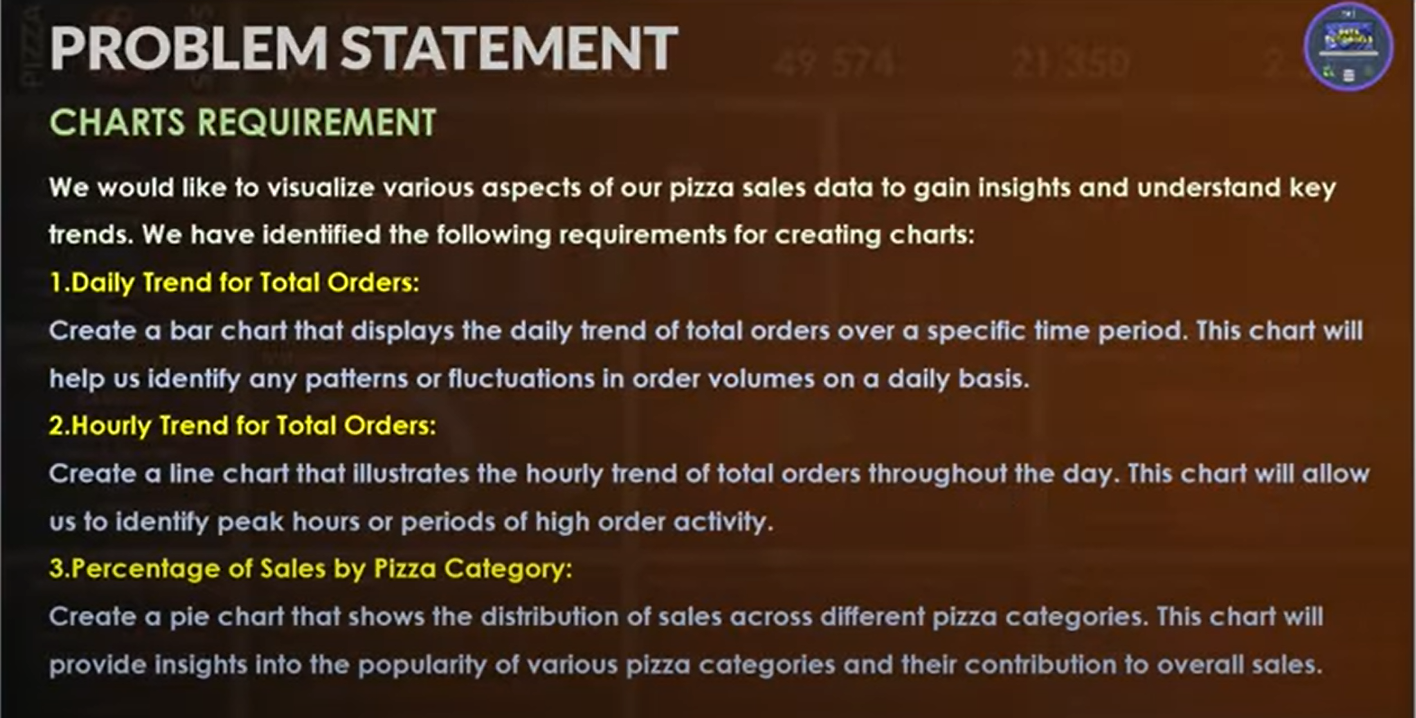 PROBLEM STATEMENT
CHARTS REQUIREMENT
We would like to visualize various aspects of our pizza sales data to gain insights and understand key
trends. We have identified the following requirements for creating charts:
1.Daily Trend for Total Orders:
Create a bar chart that displays the daily trend of total orders over a specific time period. This chart will
help us identify any patterns or fluctuations in order volumes on a daily basis.
2.Hourly Trend for Total Orders:
Create a line chart that illustrates the hourly trend of total orders throughout the day. This chart will allow
us to identify peak hours or periods of high order activity.
3.Percentage of Sales by Pizza Category:
Create a pie chart that shows the distribution of sales across different pizza categories. This chart will
provide insights into the popularity of various pizza categories and their contribution to overall sales.
PIZZA
49 574
21 350
TUTORIALS